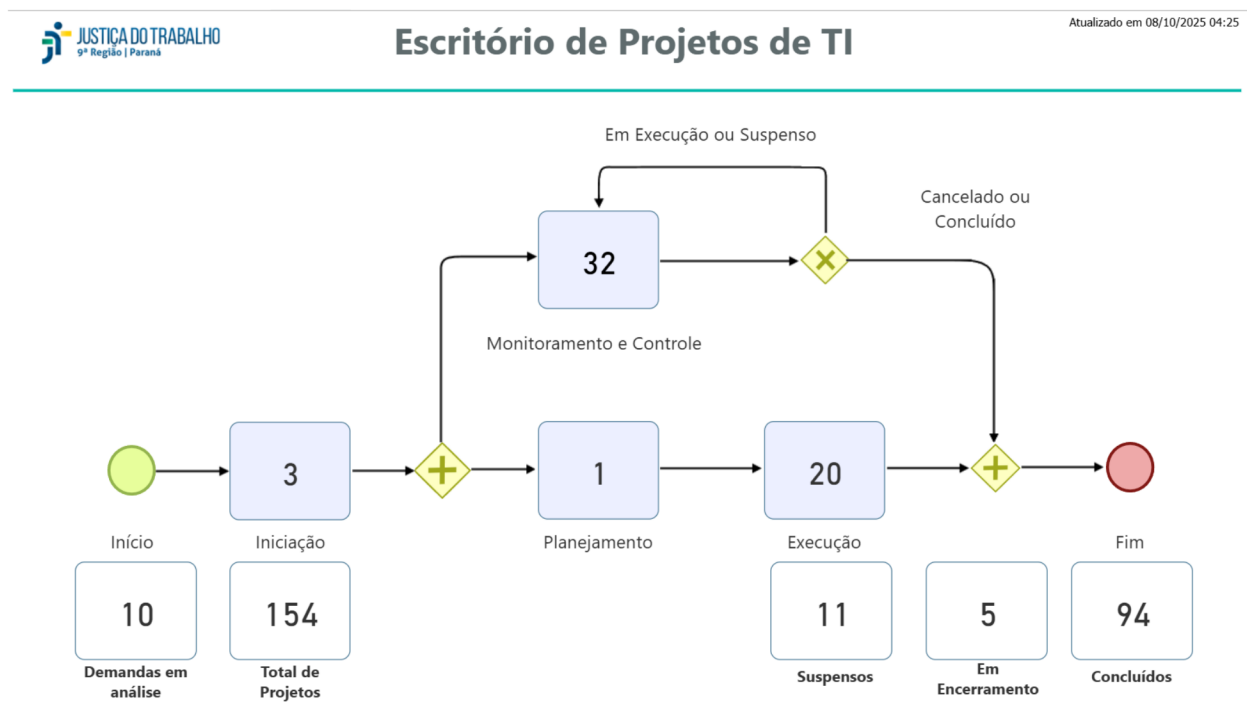 JUSTIÇA DO TRABALHO
9ª Região | Paraná
Escritório de Projetos de TI
Atualizado em 08/10/2025 04:25
Em Execução ou Suspenso
Cancelado ou
Concluído
32
Monitoramento e Controle
3
1
20
Início
Iniciação
Planejamento
Execução
Fim
10
154
11
5
94
Demandas em
análise
Total de
Projetos
Suspensos
Em
Encerramento
Concluídos